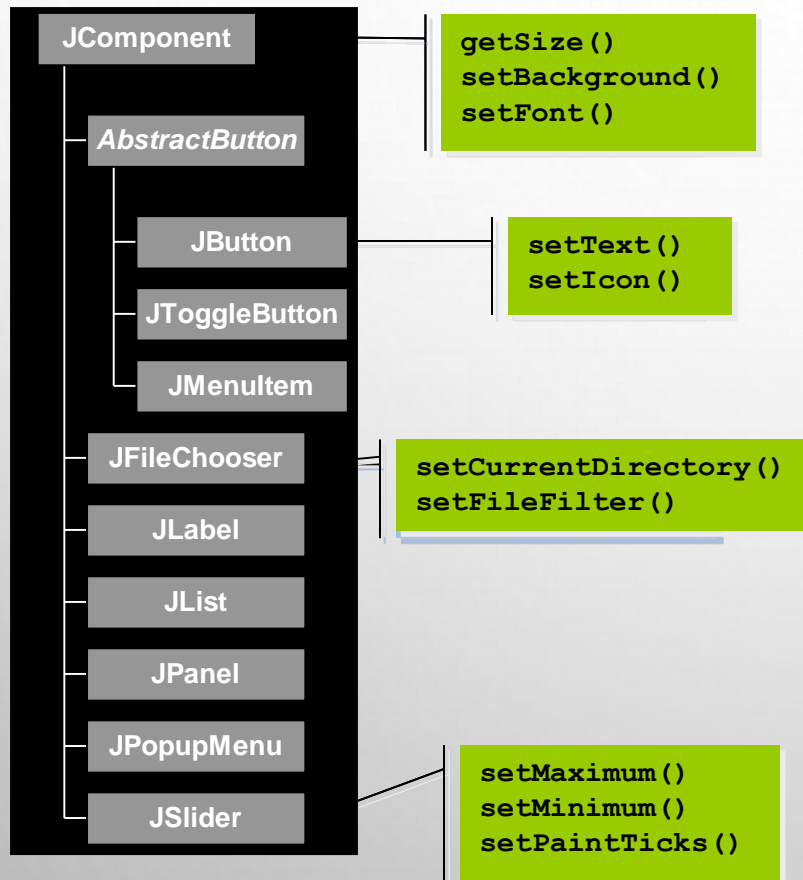 JComponent
getSize()
setBackground()
setFont()
AbstractButton
JButton
setText()
setIcon()
JToggleButton
JMenuItem
JFileChooser
setCurrentDirectory()
setFileFilter()
JLabel
JList
JPanel
JPopupMenu
JSlider
setMaximum()
setMinimum()
setPaintTicks()